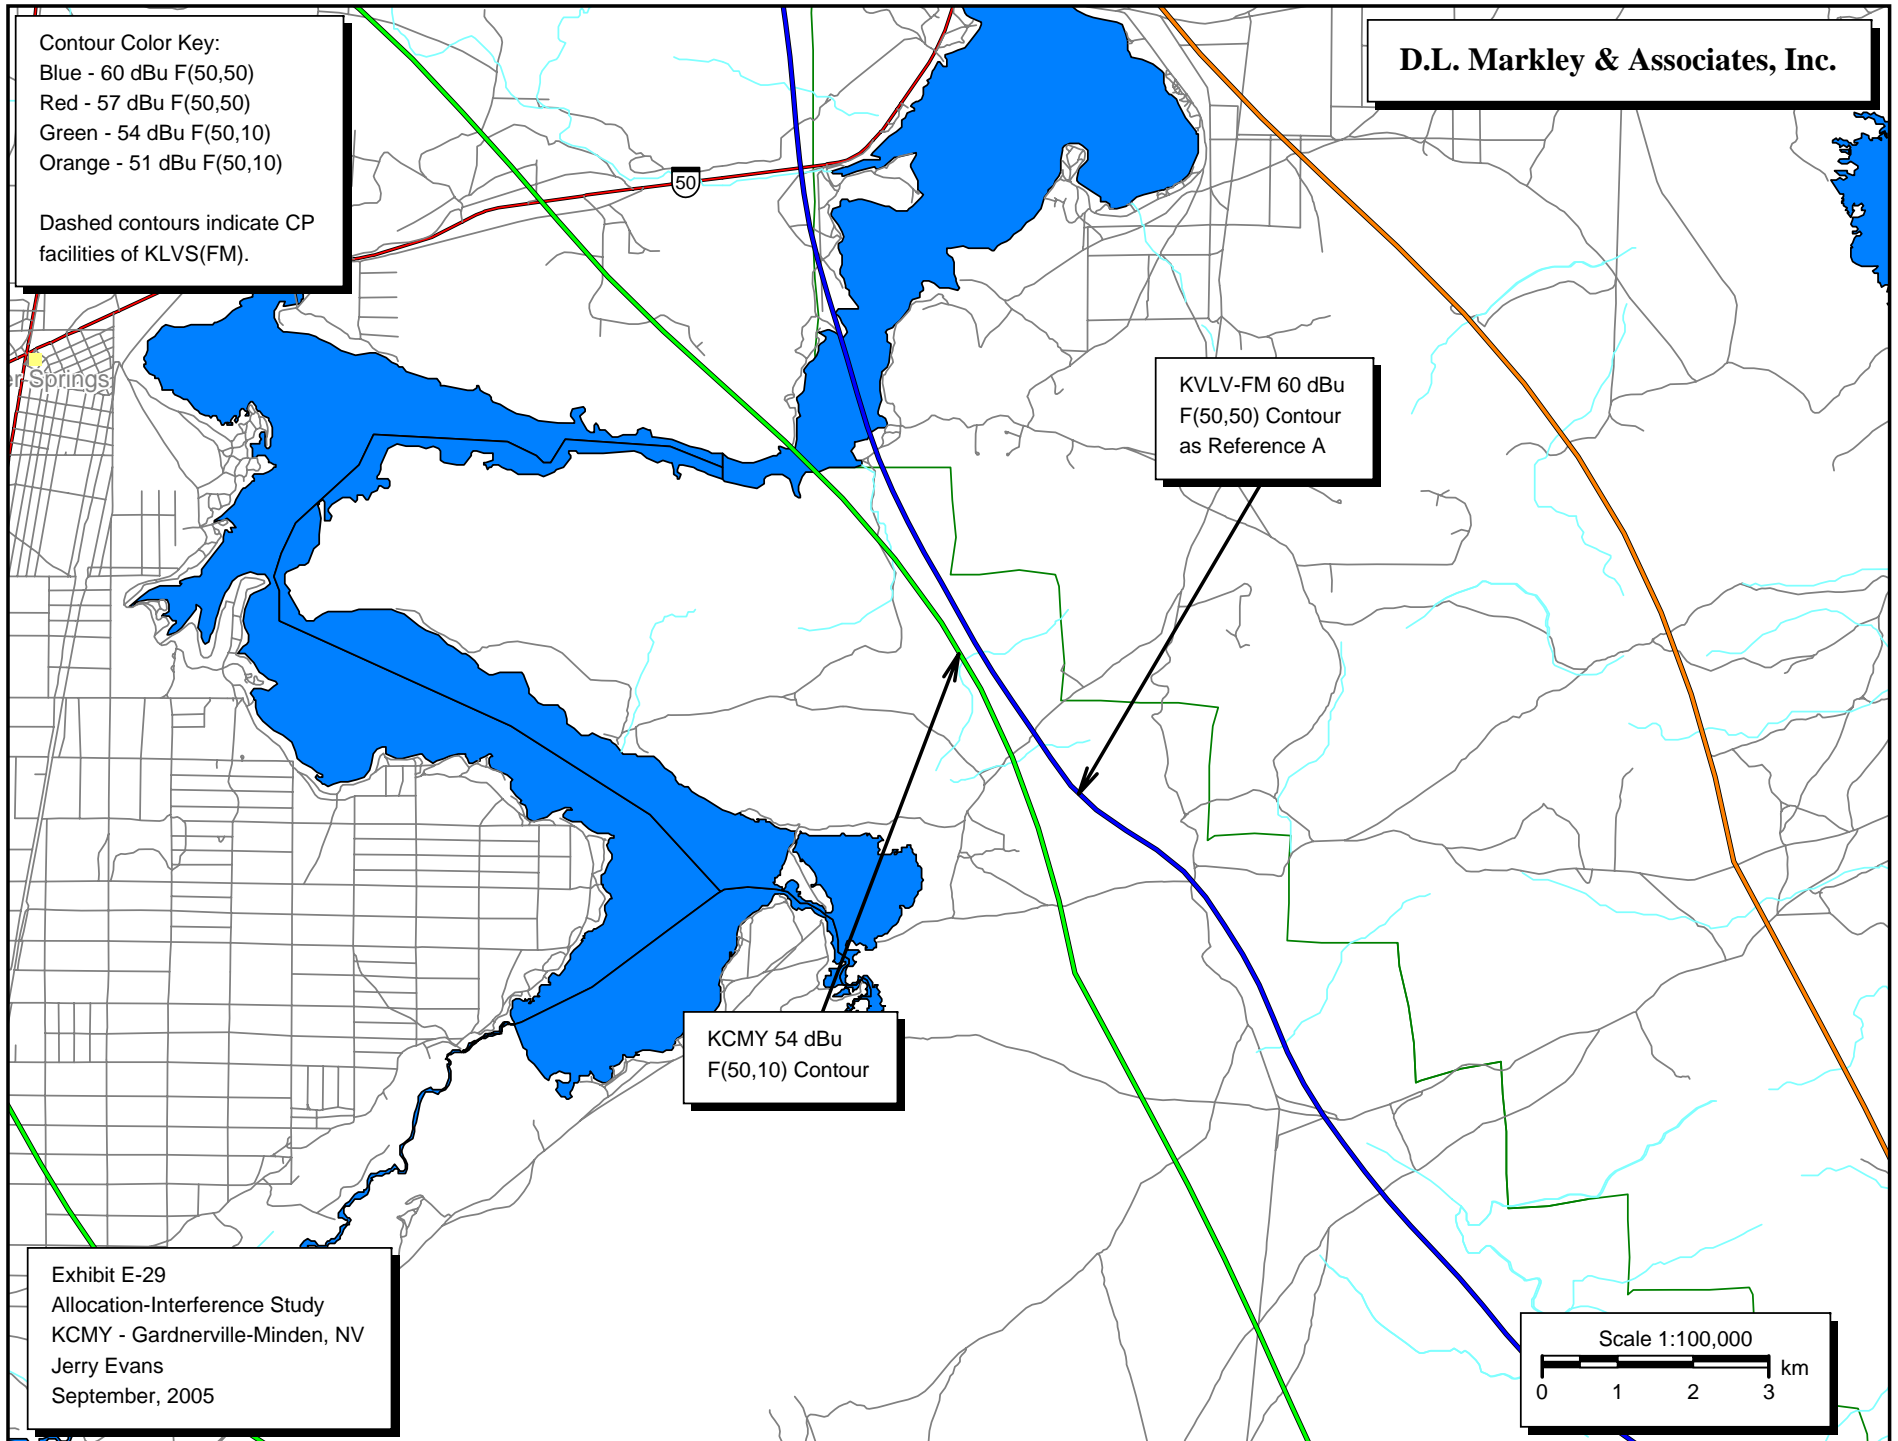 Contour Color Key:
Blue - 60 dBu F(50,50)
Red - 57 dBu F(50,50)
Green - 54 dBu F(50,10)
Orange - 51 dBu F(50,10)
Dashed contours indicate CP
facilities of KLVS(FM).
D.L. Markley & Associates, Inc.
50
er Springs
KVLV-FM 60 dBu
F(50,50) Contour
as Reference A
KCMY 54 dBu
F(50,10) Contour
Exhibit E-29
Allocation-Interference Study
KCMY - Gardnerville-Minden, NV
Jerry Evans
September, 2005
Scale 1:100,000
km
0 1 2 3